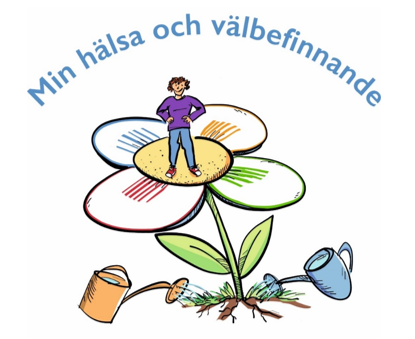 Min hälsa och välbefinnande